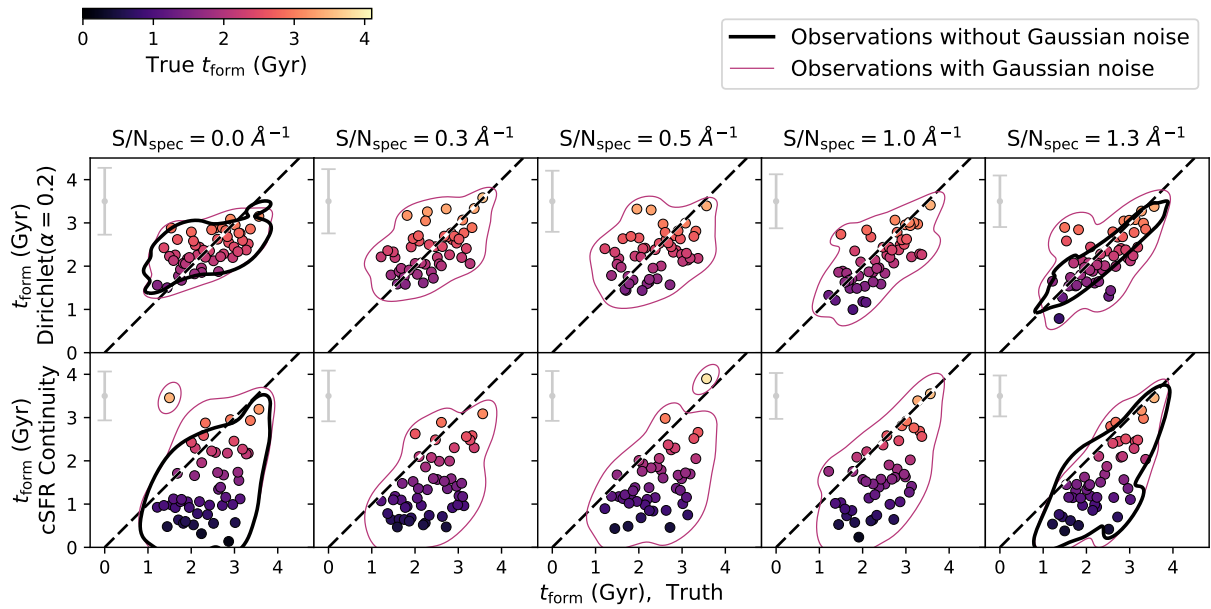 0 1 2 3 4
True t_form (Gyr)
Observations without Gaussian noise
Observations with Gaussian noise
S/N_spec = 0.0 Å⁻¹
S/N_spec = 0.3 Å⁻¹
S/N_spec = 0.5 Å⁻¹
S/N_spec = 1.0 Å⁻¹
S/N_spec = 1.3 Å⁻¹
t_form (Gyr)
Dirichlet(α = 0.2)
4
3
2
1
0
t_form (Gyr)
cSFR Continuity
4
3
2
1
0
0 1 2 3 4
0 1 2 3 4
0 1 2 3 4
0 1 2 3 4
0 1 2 3 4
t_form (Gyr), Truth